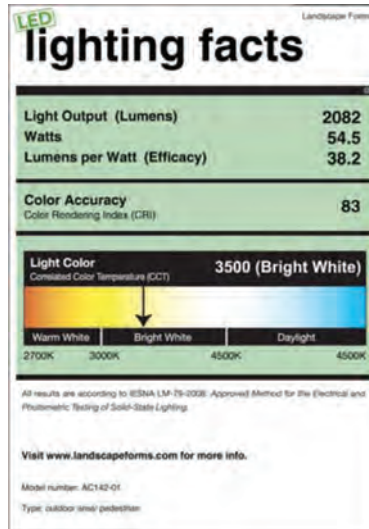 LED
Landscape Forms
lighting facts
Light Output (Lumens) 2082
Watts 54.5
Lumens per Watt (Efficacy) 38.2
Color Accuracy
Color Rendering Index (CRI) 83
Light Color
Correlated Color Temperature (CCT) 3500 (Bright White)
Warm White Bright White Daylight
2700K 3000K 4500K 4500K
All results are according to IESNA LM-79-2008: Approved Method for the Electrical and
Photometric Testing of Solid-State Lighting.
Visit www.landscapeforms.com for more info.
Model number: AC142-01
Type: outdoor area/ pedestrian